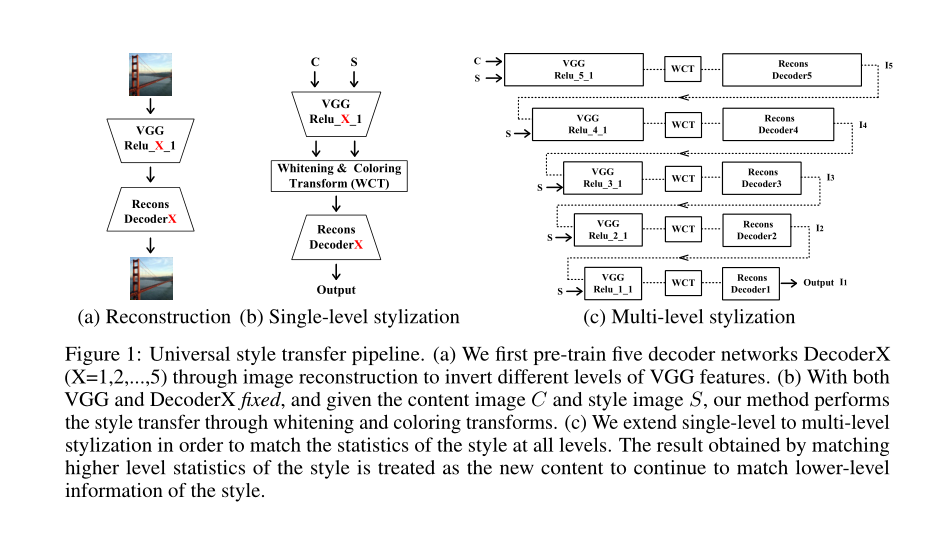 VGG
Relu_X_1
Recons
DecoderX
(a) Reconstruction
C S
VGG
Relu_X_1
Whitening & Coloring
Transform (WCT)
Recons
DecoderX
Output
(b) Single-level stylization
C
S
VGG
Relu_5_1
WCT
Recons
Decoder5
I5
S
VGG
Relu_4_1
WCT
Recons
Decoder4
I4
S
VGG
Relu_3_1
WCT
Recons
Decoder3
I3
S
VGG
Relu_2_1
WCT
Recons
Decoder2
I2
S
VGG
Relu_1_1
WCT
Recons
Decoder1
Output I1
(c) Multi-level stylization
Figure 1: Universal style transfer pipeline. (a) We first pre-train five decoder networks DecoderX
(X=1,2,...,5) through image reconstruction to invert different levels of VGG features. (b) With both
VGG and DecoderX fixed, and given the content image C and style image S, our method performs
the style transfer through whitening and coloring transforms. (c) We extend single-level to multi-level
stylization in order to match the statistics of the style at all levels. The result obtained by matching
higher level statistics of the style is treated as the new content to continue to match lower-level
information of the style.